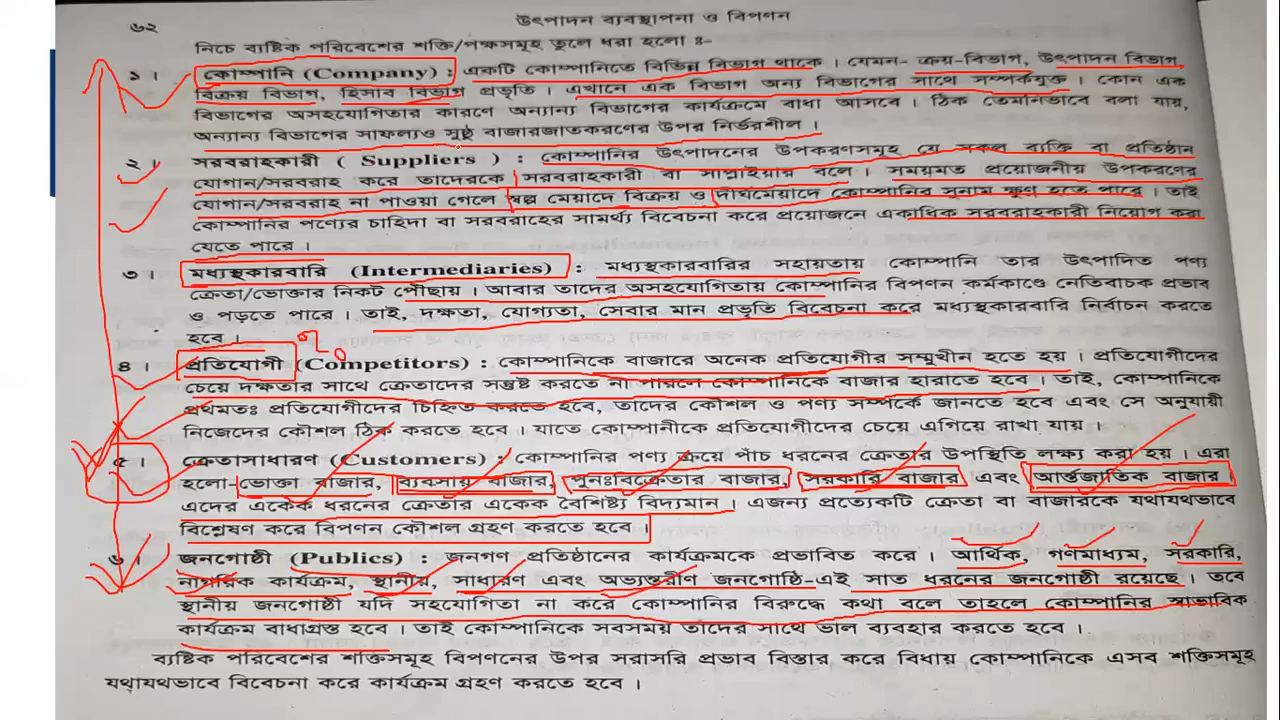 ৬২
উৎপাদন ব্যবস্থাপনা ও বিপণন
নিচে ব্যষ্টিক পরিবেশের শক্তি/পক্ষসমূহ তুলে ধরা হলো ঃ-
১। কোম্পানি (Company) : একটি কোম্পানিতে বিভিন্ন বিভাগ থাকে। যেমন- ক্রয়-বিভাগ, উৎপাদন বিভাগ,
বিক্রয় বিভাগ, হিসাব বিভাগ প্রভৃতি। এখানে এক বিভাগ অন্য বিভাগের সাথে সম্পর্কযুক্ত। কোন এক
বিভাগের অসহযোগিতার কারণে অন্যান্য বিভাগের কার্যক্রমে বাধা আসবে। ঠিক তেমনিভাবে বলা যায়,
অন্যান্য বিভাগের সাফল্যও সুষ্ঠু বাজারজাতকরণের উপর নির্ভরশীল।
২। সরবরাহকারী ( Suppliers ) : কোম্পানির উৎপাদনের উপকরণসমূহ যে সকল ব্যক্তি বা প্রতিষ্ঠান
যোগান/সরবরাহ করে তাদেরকে সরবরাহকারী বা সাপ্লাইয়ার বলে। সময়মত প্রয়োজনীয় উপকরণের
যোগান/সরবরাহ না পাওয়া গেলে স্বল্প মেয়াদে বিক্রয় ও দীর্ঘমেয়াদে কোম্পানির সুনাম ক্ষুণ্ণ হতে পারে। তাই
কোম্পানির পণ্যের চাহিদা বা সরবরাহের সামর্থ্য বিবেচনা করে প্রয়োজনে একাধিক সরবরাহকারী নিয়োগ করা
যেতে পারে।
৩। মধ্যস্থকারবারি (Intermediaries) : মধ্যস্থকারবারির সহায়তায় কোম্পানি তার উৎপাদিত পণ্য
ক্রেতা/ভোক্তার নিকট পৌঁছায়। আবার তাদের অসহযোগিতায় কোম্পানির বিপণন কর্মকাণ্ডে নেতিবাচক প্রভাব
ও পড়তে পারে। তাই, দক্ষতা, যোগ্যতা, সেবার মান প্রভৃতি বিবেচনা করে মধ্যস্থকারবারি নির্বাচন করতে
হবে।
৪। প্রতিযোগী (Competitors) : কোম্পানিকে বাজারে অনেক প্রতিযোগীর সম্মুখীন হতে হয়। প্রতিযোগীদের
চেয়ে দক্ষতার সাথে ক্রেতাদের সন্তুষ্ট করতে না পারলে কোম্পানিকে বাজার হারাতে হবে। তাই, কোম্পানিকে
প্রথমতঃ প্রতিযোগীদের চিহ্নিত করতে হবে, তাদের কৌশল ও পণ্য সম্পর্কে জানতে হবে এবং সে অনুযায়ী
নিজেদের কৌশল ঠিক করতে হবে। যাতে কোম্পানীকে প্রতিযোগীদের চেয়ে এগিয়ে রাখা যায়।
৫। ক্রেতাসাধারণ (Customers) : কোম্পানির পণ্য ক্রয়ে পাঁচ ধরনের ক্রেতার উপস্থিতি লক্ষ্য করা হয়। এরা
হলো- ভোক্তা বাজার, ব্যবসায় বাজার, পুনঃবিক্রেতার বাজার, সরকারি বাজার এবং আর্ন্তজাতিক বাজার
এদের একেক ধরনের ক্রেতার একেক বৈশিষ্ট্য বিদ্যমান। এজন্য প্রত্যেকটি ক্রেতা বা বাজারকে যথাযথভাবে
বিশ্লেষণ করে বিপণন কৌশল গ্রহণ করতে হবে।
৬। জনগোষ্ঠী (Publics) : জনগণ প্রতিষ্ঠানের কার্যক্রমকে প্রভাবিত করে। আর্থিক, গণমাধ্যম, সরকারি,
নাগরিক কার্যক্রম, স্থানীয়, সাধারণ এবং অভ্যন্তরীণ জনগোষ্ঠি-এই সাত ধরনের জনগোষ্ঠী রয়েছে। তবে
স্থানীয় জনগোষ্ঠী যদি সহযোগিতা না করে কোম্পানির বিরুদ্ধে কথা বলে তাহলে কোম্পানির স্বাভাবিক
কার্যক্রম বাধাগ্রস্ত হবে। তাই কোম্পানিকে সবসময় তাদের সাথে ভাল ব্যবহার করতে হবে।
ব্যষ্টিক পরিবেশের শক্তিসমূহ বিপণনের উপর সরাসরি প্রভাব বিস্তার করে বিধায় কোম্পানিকে এসব শক্তিসমূহ
যথাযথভাবে বিবেচনা করে কার্যক্রম গ্রহণ করতে হবে।